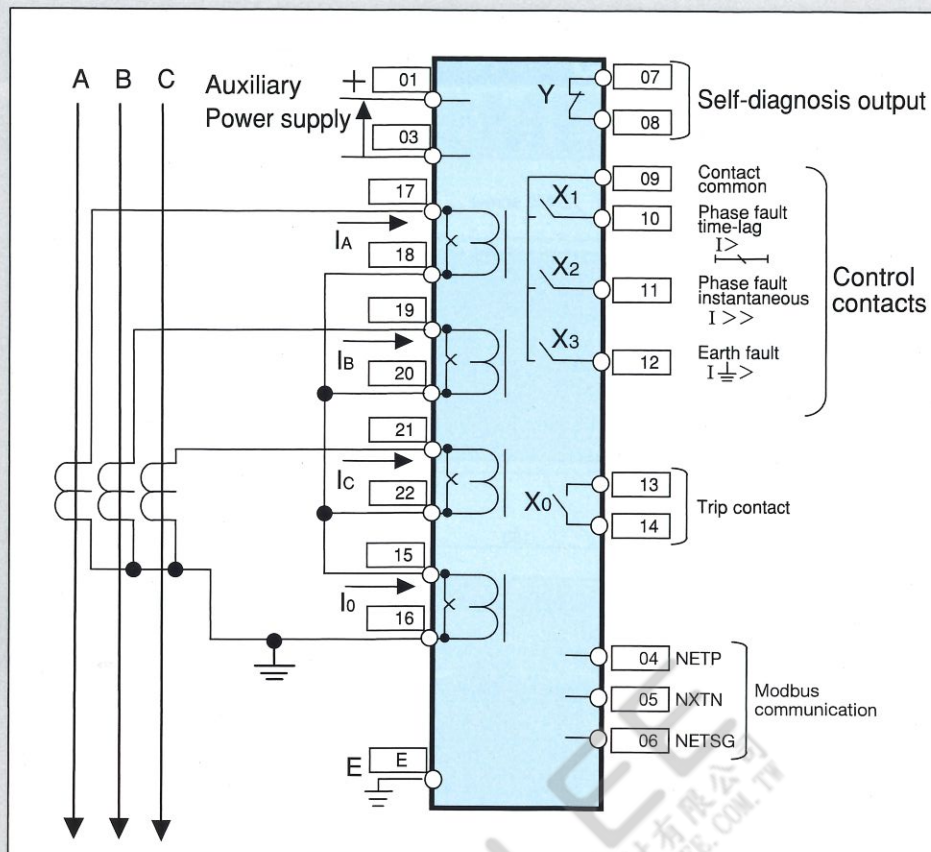 A B C
Auxiliary
Power supply
+
01
03
17
IA
18
19
IB
20
21
IC
22
15
I0
16
E
E
Y
07
08
Self-diagnosis output
09
Contact
common
X1
10
Phase fault
time-lag
I>
X2
11
Phase fault
instantaneous
I >>
X3
12
Earth fault
I⏚>
Control
contacts
X0
13
14
Trip contact
04 NETP
05 NXTN
06 NETSG
Modbus
communication